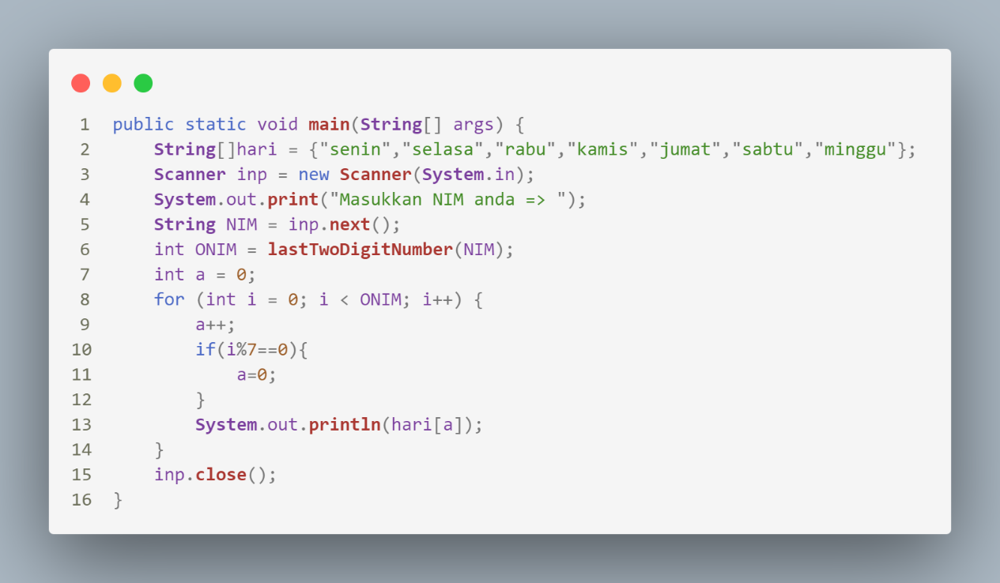 1 public static void main(String[] args) {
2     String[]hari = {"senin","selasa","rabu","kamis","jumat","sabtu","minggu"};
3     Scanner inp = new Scanner(System.in);
4     System.out.print("Masukkan NIM anda => ");
5     String NIM = inp.next();
6     int ONIM = lastTwoDigitNumber(NIM);
7     int a = 0;
8     for (int i = 0; i < ONIM; i++) {
9         a++;
10         if(i%7==0){
11             a=0;
12         }
13         System.out.println(hari[a]);
14     }
15     inp.close();
16 }